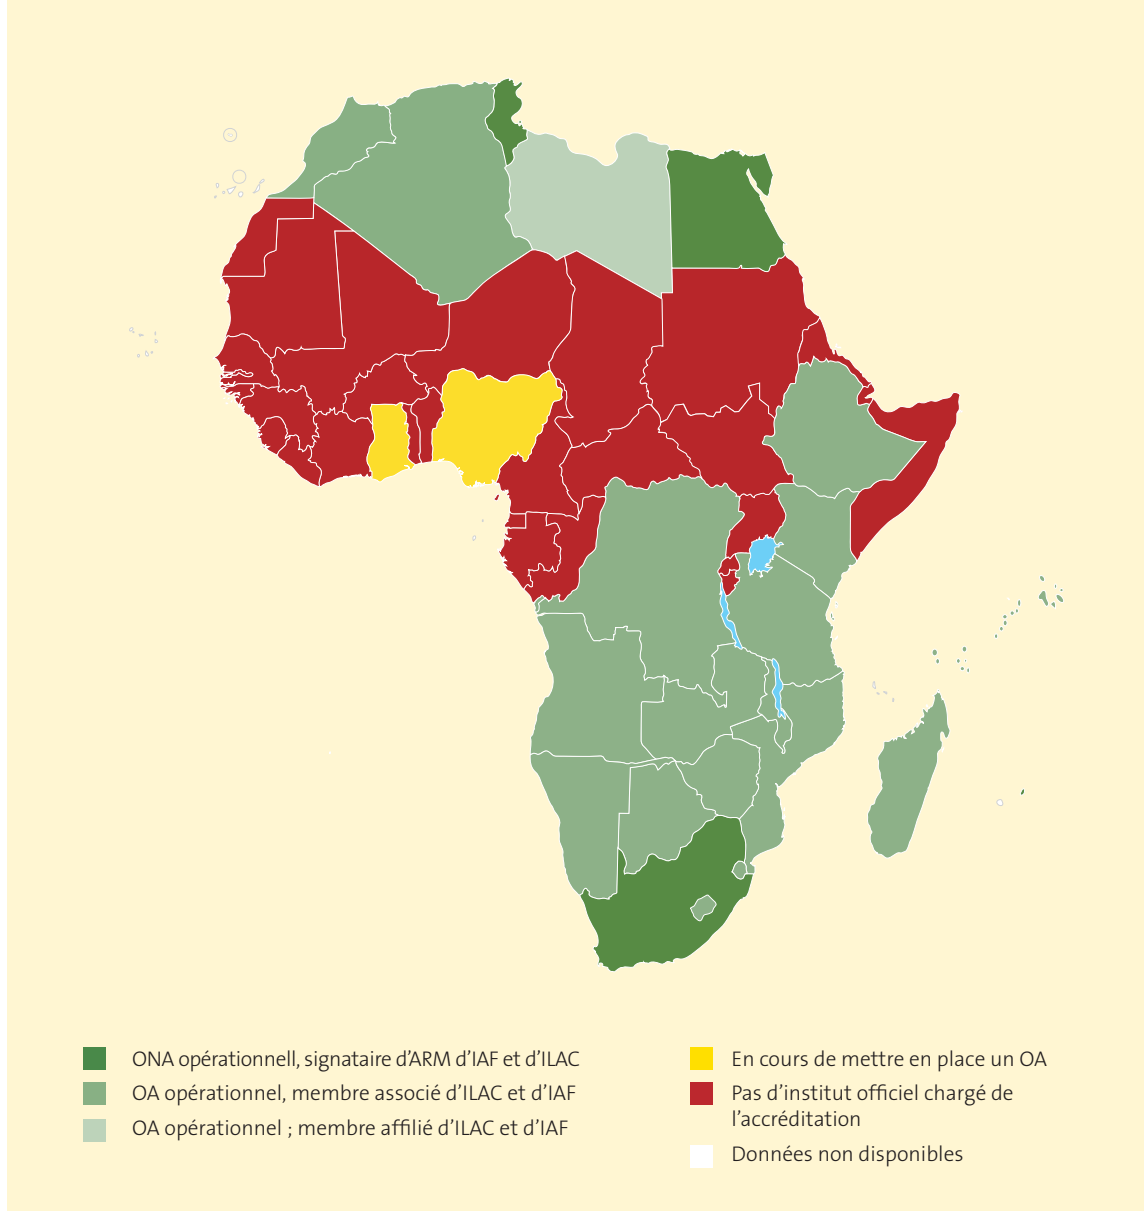 ONA opérationnell, signataire d’ARM d’IAF et d’ILAC
OA opérationnel, membre associé d’ILAC et d’IAF
OA opérationnel ; membre affilié d’ILAC et d’IAF
En cours de mettre en place un OA
Pas d’institut officiel chargé de
l’accréditation
Données non disponibles